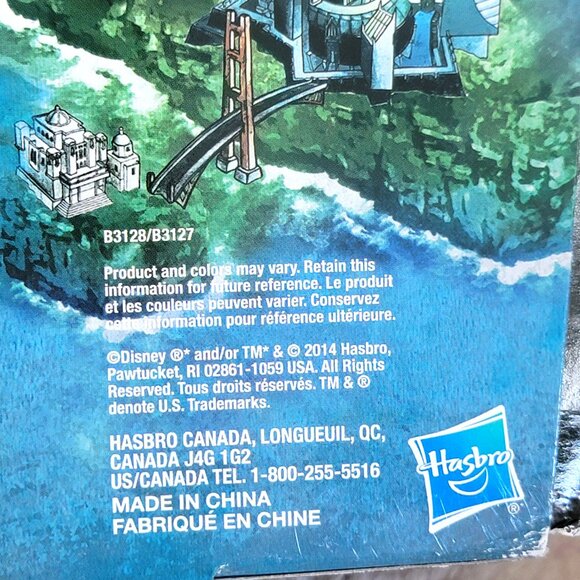 B3128/B3127
Product and colors may vary. Retain this
information for future reference. Le produit
et les couleurs peuvent varier. Conservez
cette information pour référence ultérieure.
©Disney ®* and/or TM* & © 2014 Hasbro,
Pawtucket, RI 02861-1059 USA. All Rights
Reserved. Tous droits réservés. TM & ®
denote U.S. Trademarks.
HASBRO CANADA, LONGUEUIL, QC,
CANADA J4G 1G2
US/CANADA TEL. 1-800-255-5516
MADE IN CHINA
FABRIQUÉ EN CHINE
Hasbro
®